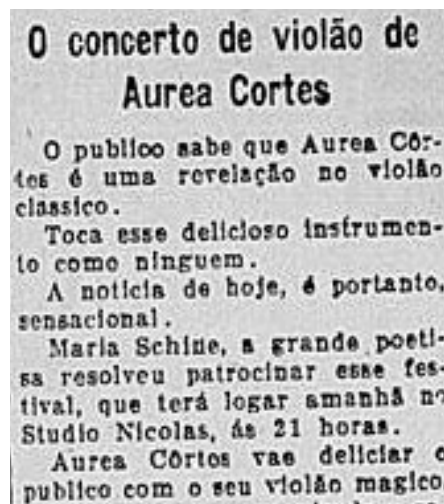 O concerto de violão de
Aurea Cortes
O publico sabe que Aurea Côr-
tes é uma revelação no violão
classico.
Toca esse delicioso instrumen-
to como ninguem.
A noticia de hoje, é portanto,
sensacional.
Maria Schine, a grande poeti-
sa resolveu patrocinar esse fes-
tival, que terá logar amanhã no
Studio Nicolas, ás 21 horas.
Aurea Côrtos vae deliciar o
publico com o seu violão magico